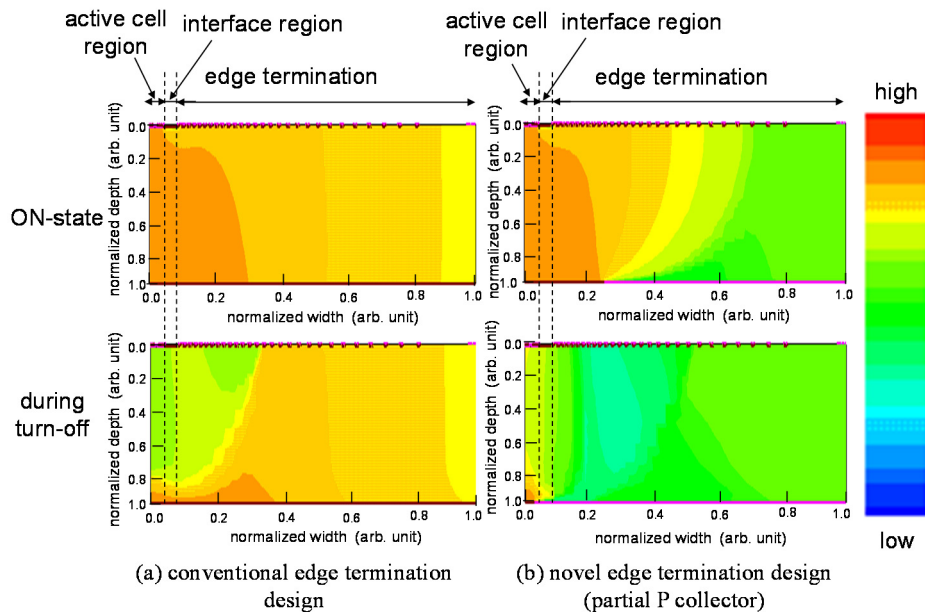 active cell region
interface region
edge termination
active cell region
interface region
edge termination
high
ON-state
normalized depth (arb. unit)
0.0
0.2
0.4
0.6
0.8
1.0
0.0 0.2 0.4 0.6 0.8 1.0
normalized width (arb. unit)
normalized depth (arb. unit)
0.0
0.2
0.4
0.6
0.8
1.0
0.0 0.2 0.4 0.6 0.8 1.0
normalized width (arb. unit)
during turn-off
normalized depth (arb. unit)
0.0
0.2
0.4
0.6
0.8
1.0
0.0 0.2 0.4 0.6 0.8 1.0
normalized width (arb. unit)
normalized depth (arb. unit)
0.0
0.2
0.4
0.6
0.8
1.0
0.0 0.2 0.4 0.6 0.8 1.0
normalized width (arb. unit)
low
(a) conventional edge termination
design
(b) novel edge termination design
(partial P collector)